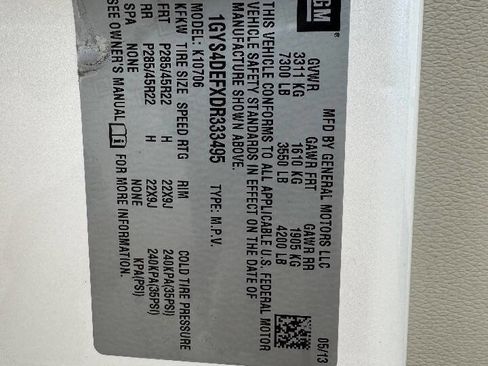 GM
MFD BY GENERAL MOTORS LLC 05/13
GVWR GAWR FRT GAWR RR
3311 KG 1610 KG 1905 KG
7300 LB 3550 LB 4200 LB
THIS VEHICLE CONFORMS TO ALL APPLICABLE U.S. FEDERAL MOTOR
VEHICLE SAFETY STANDARDS IN EFFECT ON THE DATE OF
MANUFACTURE SHOWN ABOVE.
1GYS4DEFXDR333495 TYPE: M.P.V.
MODEL: K10706
KFKW TIRE SIZE SPEED RTG RIM COLD TIRE PRESSURE
FRT P285/45R22 H 22X9J 240KPA(35PSI)
RR P285/45R22 H 22X9J 240KPA(35PSI)
SPA NONE NONE KPA(PSI)
SEE OWNER'S MANUAL FOR MORE INFORMATION.